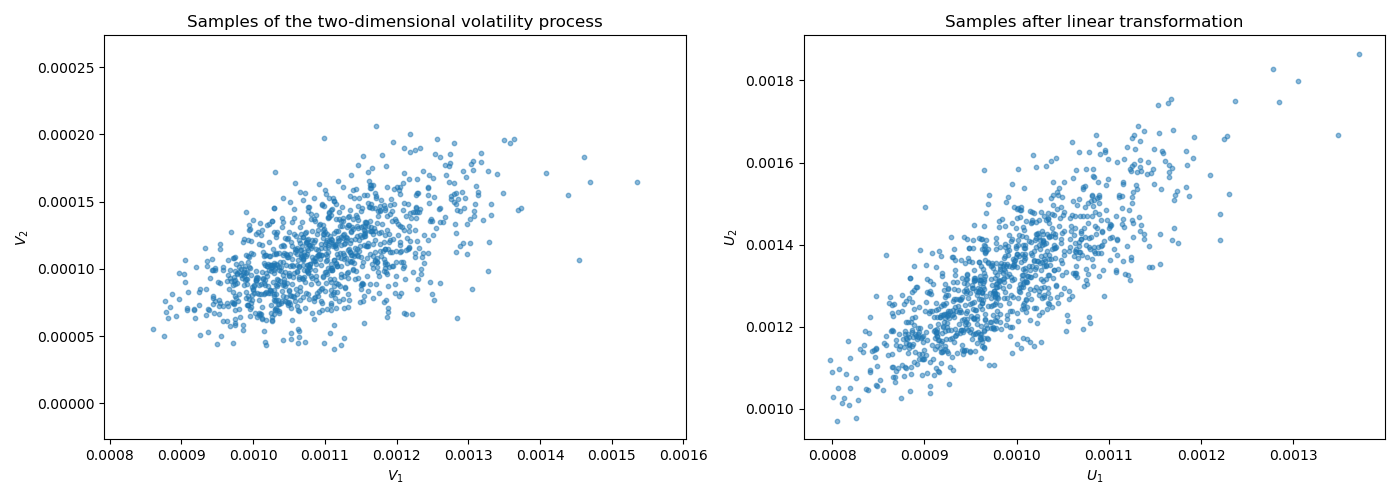 Samples of the two-dimensional volatility process
0.00025
0.00020
0.00015
0.00010
0.00005
0.00000
V₂
0.0008 0.0009 0.0010 0.0011 0.0012 0.0013 0.0014 0.0015 0.0016
V₁
Samples after linear transformation
0.0018
0.0016
0.0014
0.0012
0.0010
U₂
0.0008 0.0009 0.0010 0.0011 0.0012 0.0013
U₁